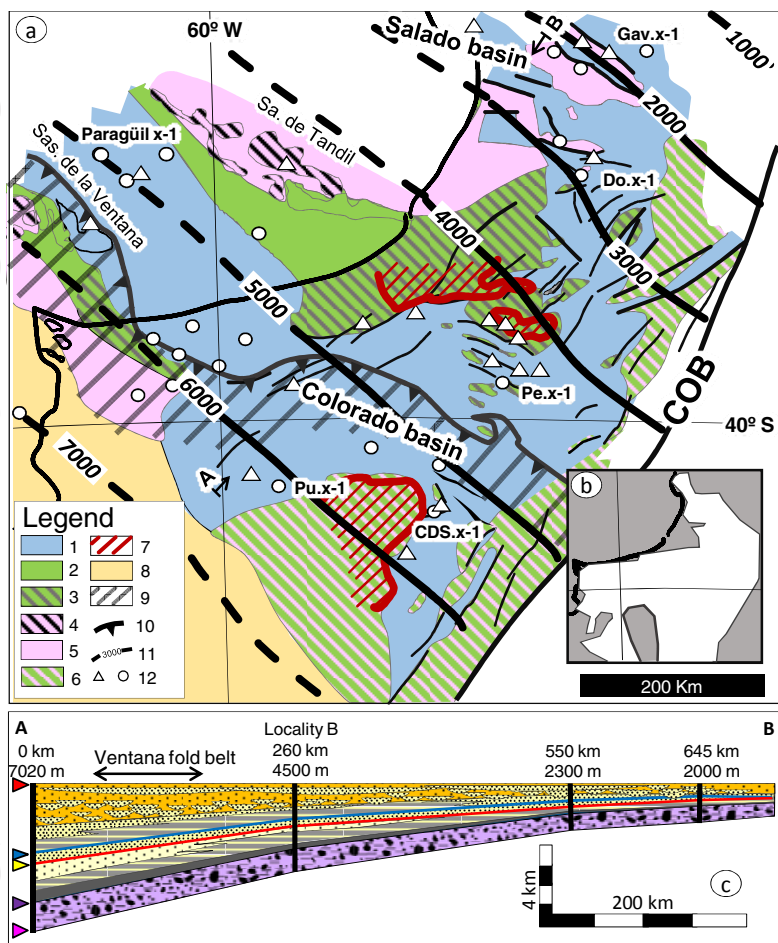 a
60º W
Salado basin
B
Gav.x-1
1000'
2000
Paragüil x-1
Sa. de Tandil
Sas. de la Ventana
Do.x-1
4000
3000
5000
COB
Pe.x-1
6000
Colorado basin
40º S
7000
A
Pu.x-1
CDS.x-1
b
Legend
1
7
2
8
3
9
4
10
5
3000
11
6
12
200 Km
A
Locality B
B
0 km
Ventana fold belt
260 km
550 km
645 km
7020 m
4500 m
2300 m
2000 m
4 km
200 km
c